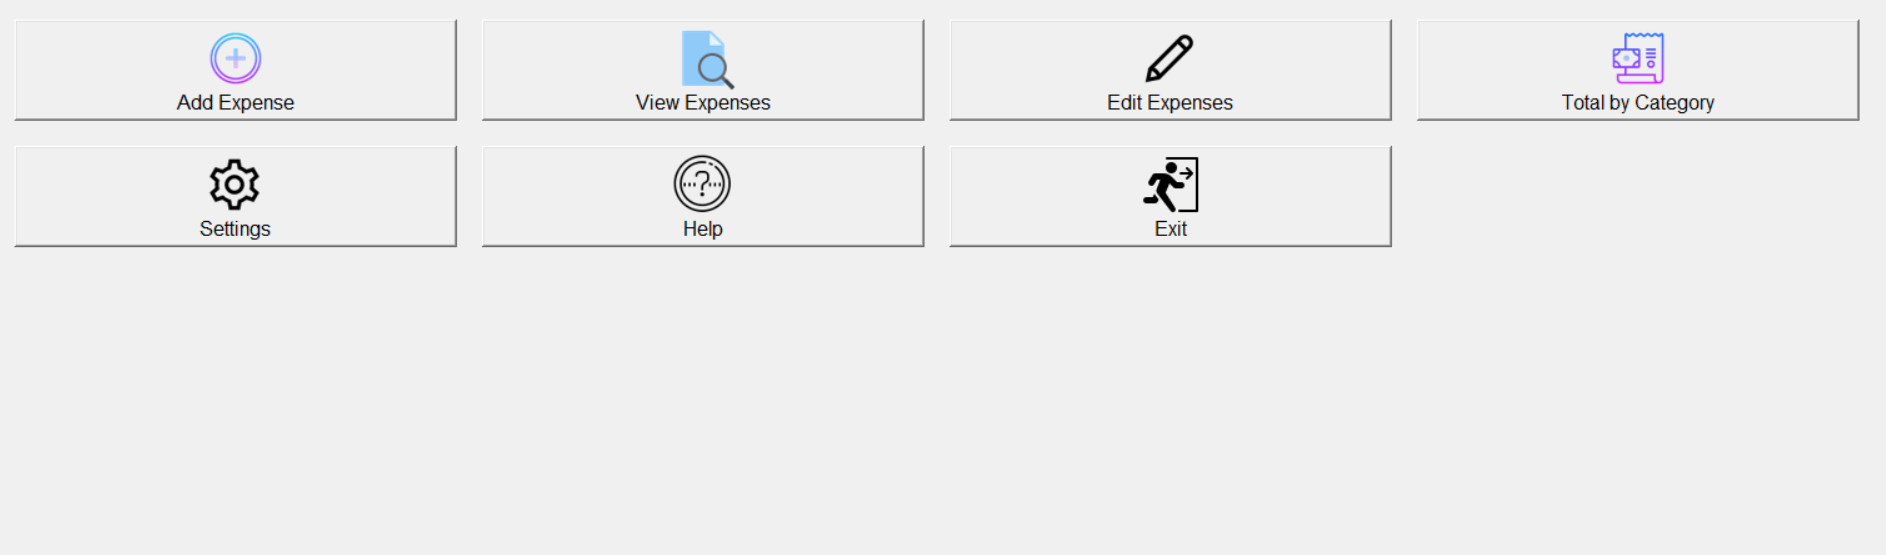 Add Expense
View Expenses
Edit Expenses
Total by Category
Settings
Help
Exit